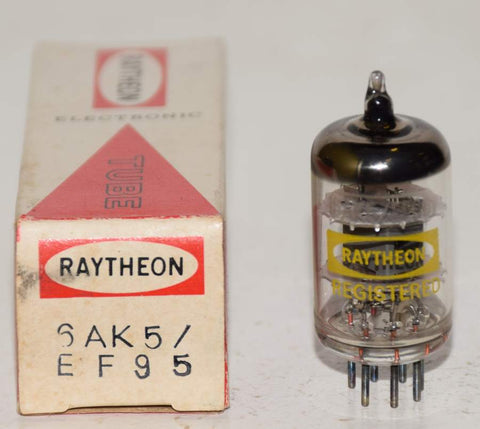 RAYTHEON
ELECTRONIC
TUBE
RAYTHEON
6AK5/
EF95
RAYTHEON
REGISTERED